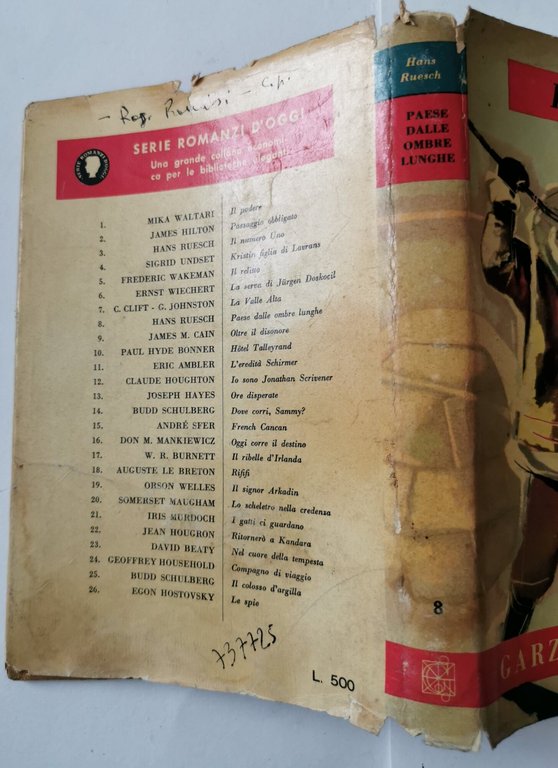 SERIE ROMANZI D'OGGI
Una grande collana economi-
ca per le biblioteche eleganti
SERIE ROMANZI D'OGGI
1. MIKA WALTARI Il podere
2. JAMES HILTON Passaggio obbligato
3. HANS RUESCH Il numero Uno
4. SIGRID UNDSET Kristin figlia di Lavrans
5. FREDERIC WAKEMAN Il reduce
6. ERNST WIECHERT La serva di Jürgen Doskocil
7. C. CLIFT - G. JOHNSTON La Valle Alta
8. HANS RUESCH Paese dalle ombre lunghe
9. JAMES M. CAIN Oltre il disonore
10. PAUL HYDE BONNER Hôtel Talleyrand
11. ERIC AMBLER L'eredità Schirmer
12. CLAUDE HOUGHTON Io sono Jonathan Scrivener
13. JOSEPH HAYES Ore disperate
14. BUDD SCHULBERG Dove corri, Sammy?
15. ANDRÉ SFER French Cancan
16. DON M. MANKIEWICZ Oggi corre il destino
17. W. R. BURNETT Il ribelle d'Irlanda
18. AUGUSTE LE BRETON Rififi
19. ORSON WELLES Il signor Arkadin
20. SOMERSET MAUGHAM Lo scheletro nella credenza
21. IRIS MURDOCH I gatti ci guardano
22. JEAN HOUGRON Ritornerò a Kandara
23. DAVID BEATY Nel cuore della tempesta
24. GEOFFREY HOUSEHOLD Compagno di viaggio
25. BUDD SCHULBERG Il colosso d'argilla
26. EGON HOSTOVSKY Le spie
737725
L. 500
Hans
Ruesch
PAESE
DALLE
OMBRE
LUNGHE
8
GARZ